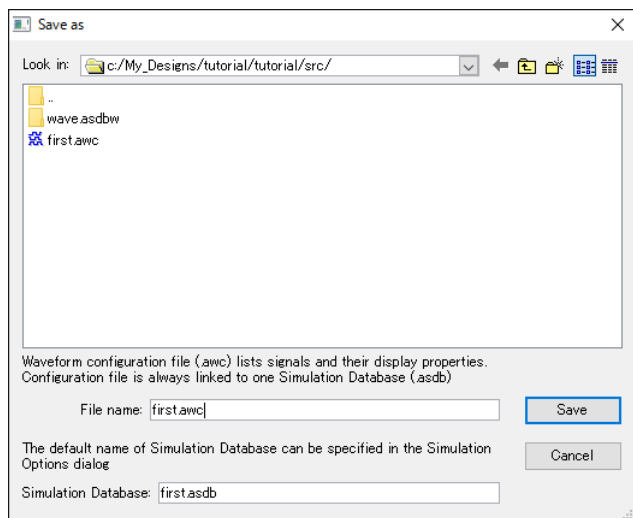 Save as
Look in: c:/My_Designs/tutorial/tutorial/src/
..
wave.asdbw
first.awc
Waveform configuration file (.awc) lists signals and their display properties.
Configuration file is always linked to one Simulation Database (.asdb)
File name: first.awc
Save
The default name of Simulation Database can be specified in the Simulation
Options dialog
Cancel
Simulation Database: first.asdb